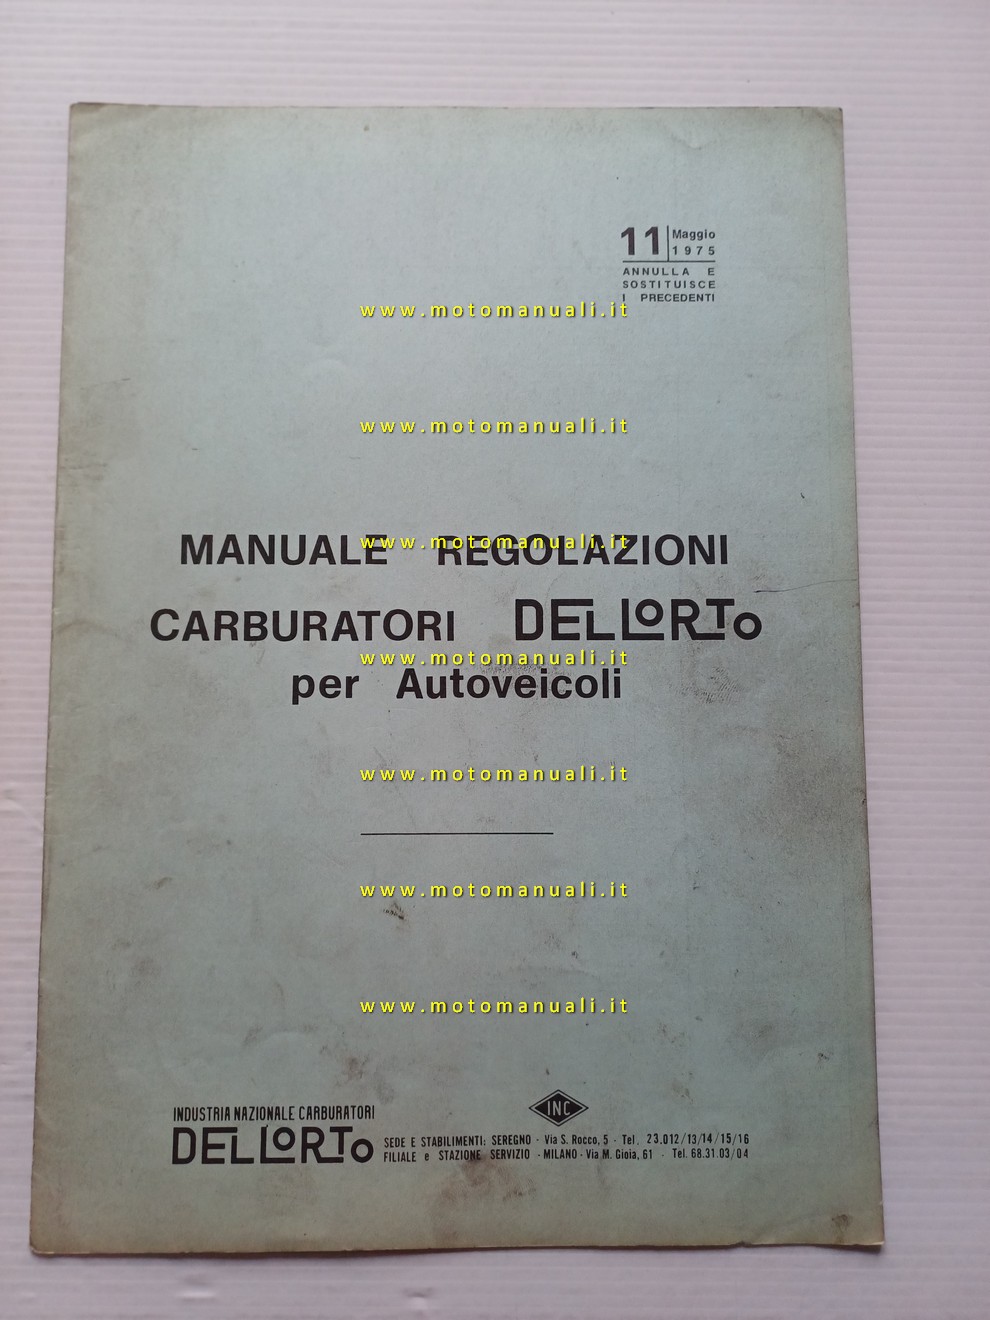 11 Maggio
1975
ANNULLA E
SOSTITUISCE
I PRECEDENTI
www.motomanuali.it
www.motomanuali.it
www.motomanuali.it
MANUALE REGOLAZIONI
CARBURATORI DELLORTO
www.motomanuali.it
per Autoveicoli
www.motomanuali.it
www.motomanuali.it
www.motomanuali.it
INC
INDUSTRIA NAZIONALE CARBURATORI
DELLORTO
SEDE E STABILIMENTI: SEREGNO - Via S. Rocco, 5 - Tel. 23.012/13/14/15/16
FILIALE e STAZIONE SERVIZIO - MILANO - Via M. Gioia, 61 - Tel. 68.31.03/04